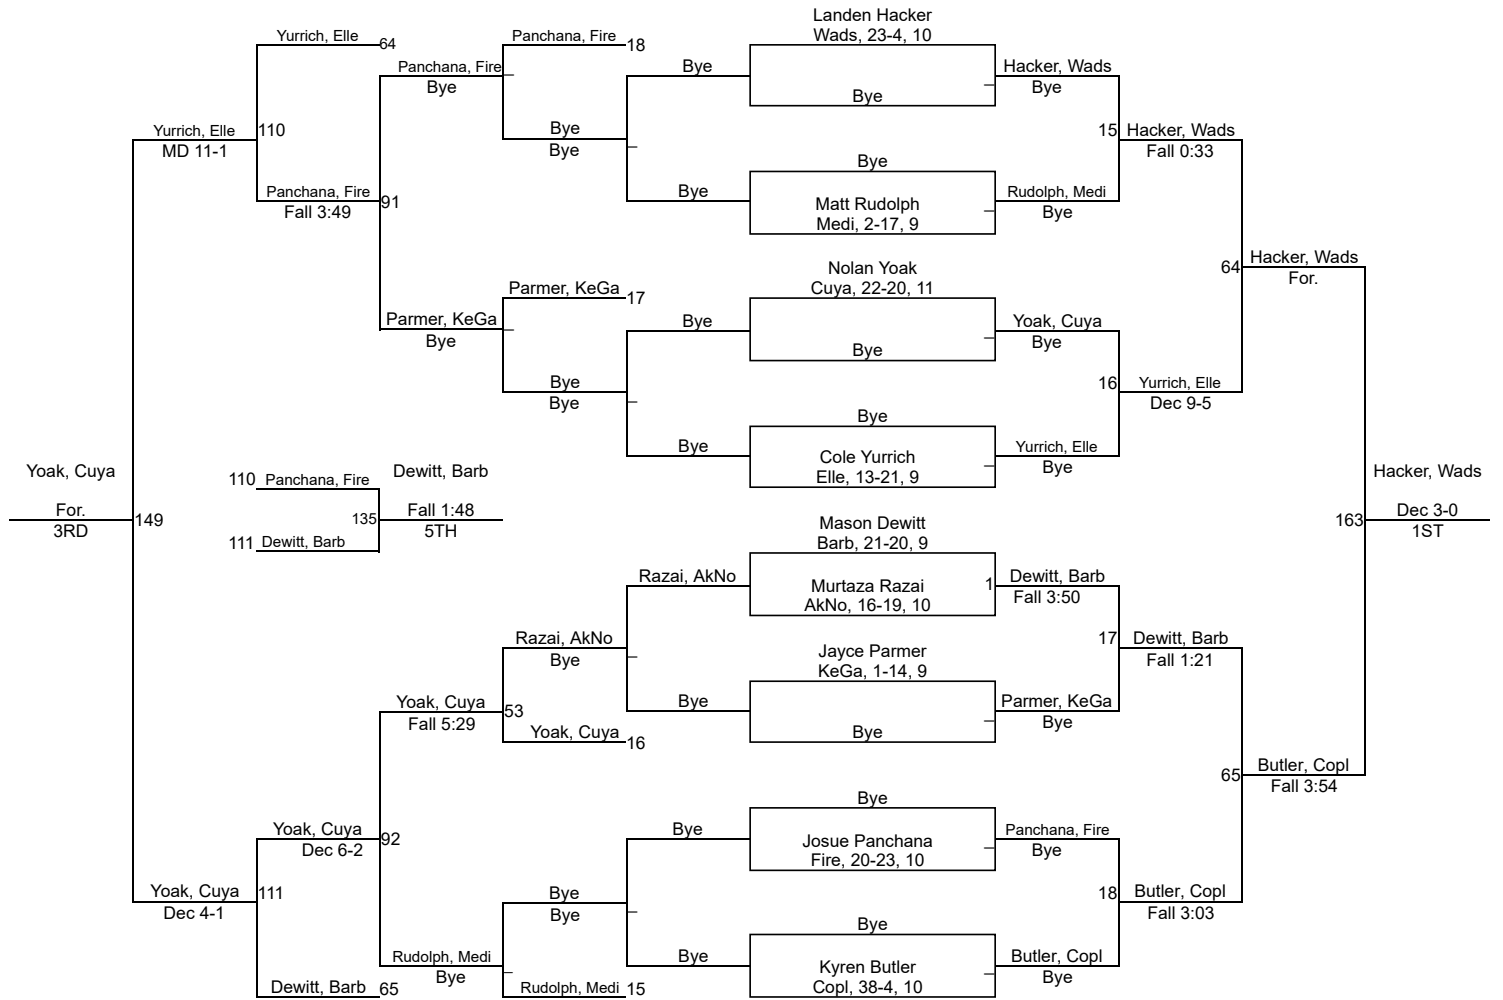 Landen Hacker
Wads, 23-4, 10
Yurrich, Elle
64
Panchana, Fire
18
Panchana, Fire
Bye
Bye
Bye
Hacker, Wads
Bye
Yurrich, Elle
MD 11-1
110
Bye
Bye
15
Hacker, Wads
Fall 0:33
Bye
Panchana, Fire
Fall 3:49
91
Bye
Matt Rudolph
Medi, 2-17, 9
Rudolph, Medi
Bye
Nolan Yoak
Cuya, 22-20, 11
64
Hacker, Wads
For.
Parmer, KeGa
17
Parmer, KeGa
Bye
Bye
Bye
Yoak, Cuya
Bye
Bye
Bye
16
Yurrich, Elle
Dec 9-5
Bye
Bye
Cole Yurrich
Elle, 13-21, 9
Yurrich, Elle
Bye
Yoak, Cuya
For.
3RD
149
110
Panchana, Fire
135
111
Dewitt, Barb
Dewitt, Barb
Fall 1:48
5TH
Hacker, Wads
163
Dec 3-0
1ST
Mason Dewitt
Barb, 21-20, 9
Razai, AkNo
Murtaza Razai
AkNo, 16-19, 10
1
Dewitt, Barb
Fall 3:50
Razai, AkNo
Bye
Jayce Parmer
KeGa, 1-14, 9
17
Dewitt, Barb
Fall 1:21
Yoak, Cuya
Fall 5:29
53
Yoak, Cuya
16
Bye
Bye
Parmer, KeGa
Bye
65
Butler, Copl
Fall 3:54
Bye
Yoak, Cuya
Dec 6-2
92
Bye
Josue Panchana
Fire, 20-23, 10
Panchana, Fire
Bye
Yoak, Cuya
Dec 4-1
111
Bye
Bye
18
Butler, Copl
Fall 3:03
Bye
Rudolph, Medi
Bye
Bye
Kyren Butler
Copl, 38-4, 10
Butler, Copl
Bye
Dewitt, Barb
65
Rudolph, Medi
15